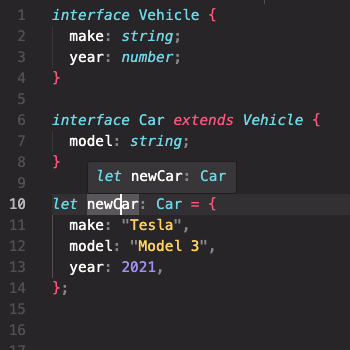 1 interface Vehicle {
2 make: string;
3 year: number;
4 }
5
6 interface Car extends Vehicle {
7 model: string;
8 }
let newCar: Car
9
10 let newCar: Car = {
11 make: "Tesla",
12 model: "Model 3",
13 year: 2021,
14 };
15
16
17